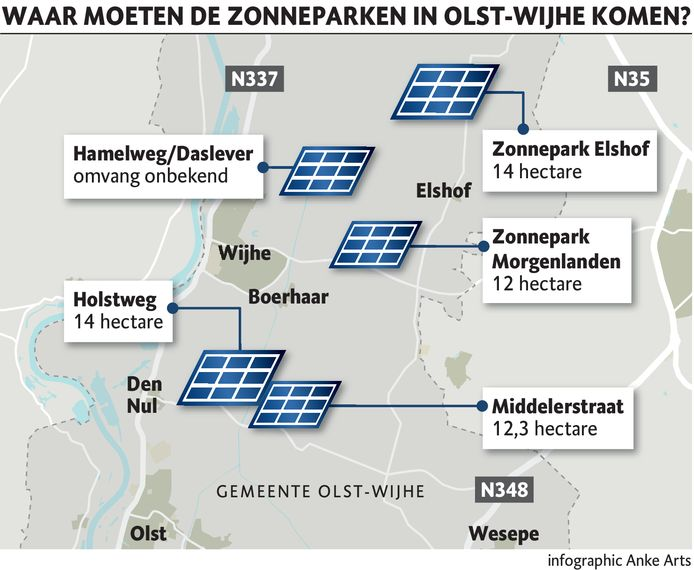 WAAR MOETEN DE ZONNEPARKEN IN OLST-WIJHE KOMEN?
N337
N35
Hamelweg/Daslever
omvang onbekend
Zonnepark Elshof
14 hectare
Elshof
Wijhe
Zonnepark
Morgenlanden
12 hectare
Boerhaar
Holstweg
14 hectare
Den
Nul
Middelerstraat
12,3 hectare
GEMEENTE OLST-WIJHE
N348
Olst
Wesepe
infographic Anke Arts